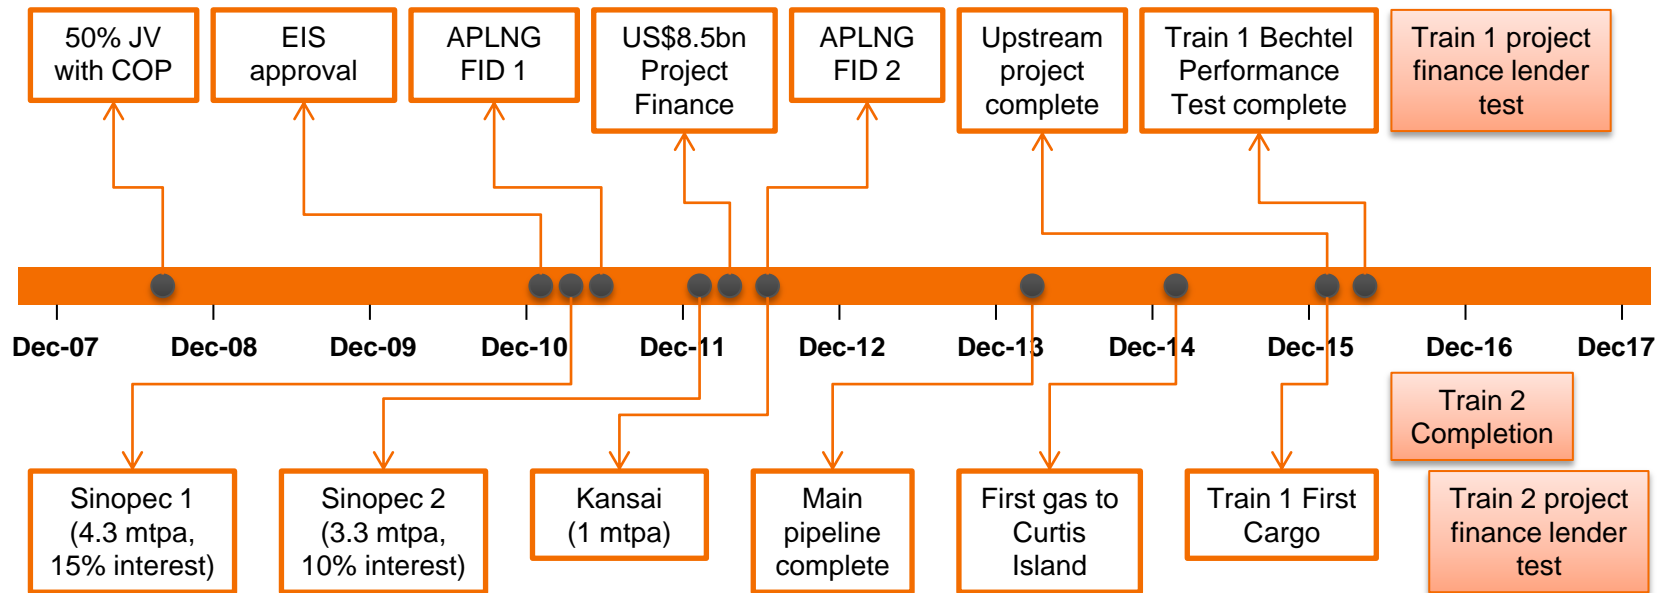 50% JV
with COP
EIS
approval
APLNG
FID 1
US$8.5bn
Project
Finance
APLNG
FID 2
Upstream
project
complete
Train 1 Bechtel
Performance
Test complete
Train 1 project
finance lender
test
Dec-07
Dec-08
Dec-09
Dec-10
Dec-11
Dec-12
Dec-13
Dec-14
Dec-15
Dec-16
Dec17
Train 2
Completion
Sinopec 1
(4.3 mtpa,
15% interest)
Sinopec 2
(3.3 mtpa,
10% interest)
Kansai
(1 mtpa)
Main
pipeline
complete
First gas to
Curtis
Island
Train 1 First
Cargo
Train 2 project
finance lender
test